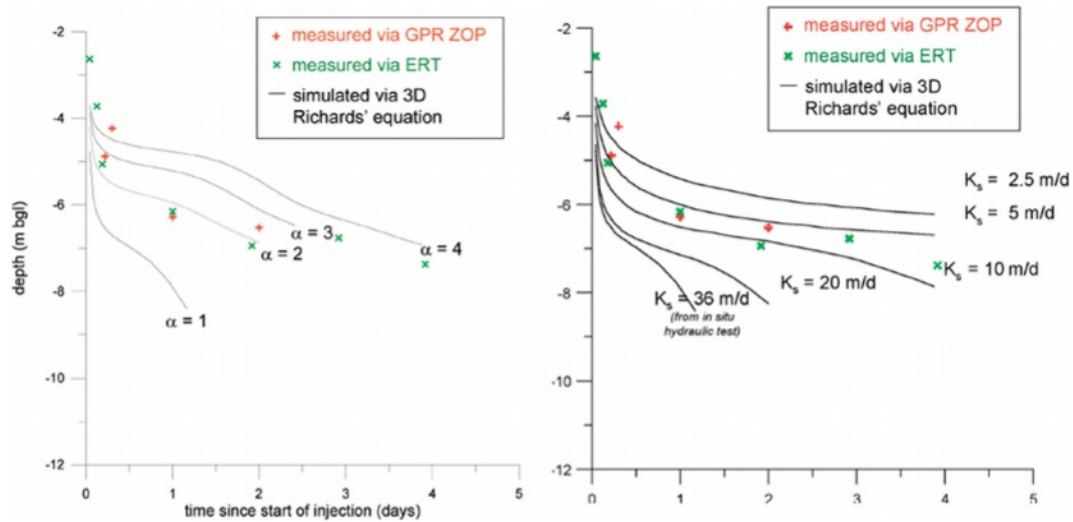 -2
-4
-6
-8
-10
-12
depth (m bgl)
0
1
2
3
4
5
time since start of injection (days)
+ measured via GPR ZOP
× measured via ERT
— simulated via 3D
Richards' equation
α = 1
α = 2
α = 3
α = 4
-2
-4
-6
-8
-10
-12
0
1
2
3
4
5
+ measured via GPR ZOP
× measured via ERT
— simulated via 3D
Richards' equation
Ks = 2.5 m/d
Ks = 5 m/d
Ks = 10 m/d
Ks = 20 m/d
Ks = 36 m/d
(from in situ
hydraulic test)